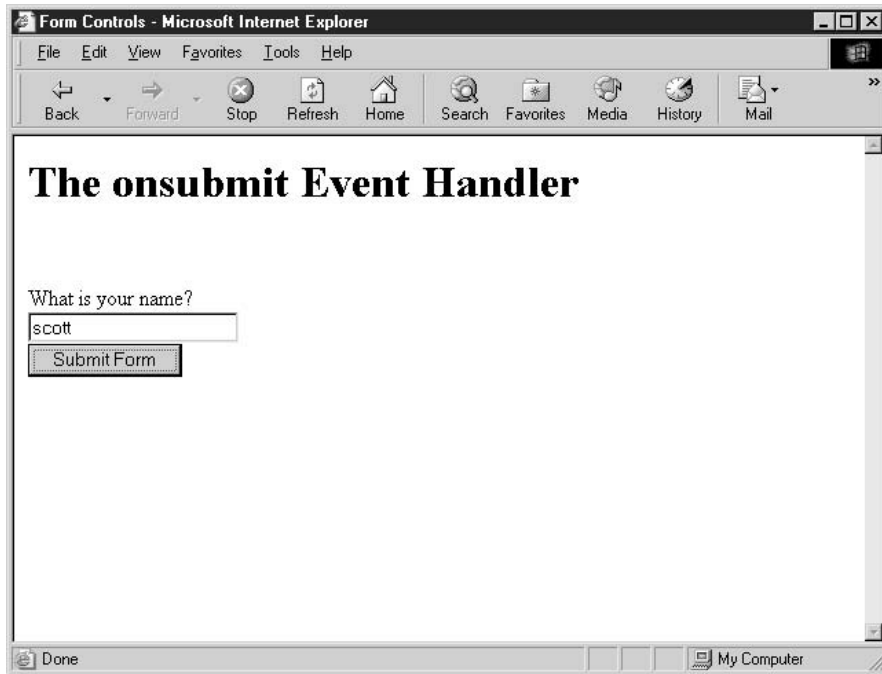 Form Controls - Microsoft Internet Explorer
File Edit View Favorites Tools Help
Back Forward Stop Refresh Home Search Favorites Media History Mail »
The onsubmit Event Handler
What is your name?
scott
Submit Form
Done My Computer